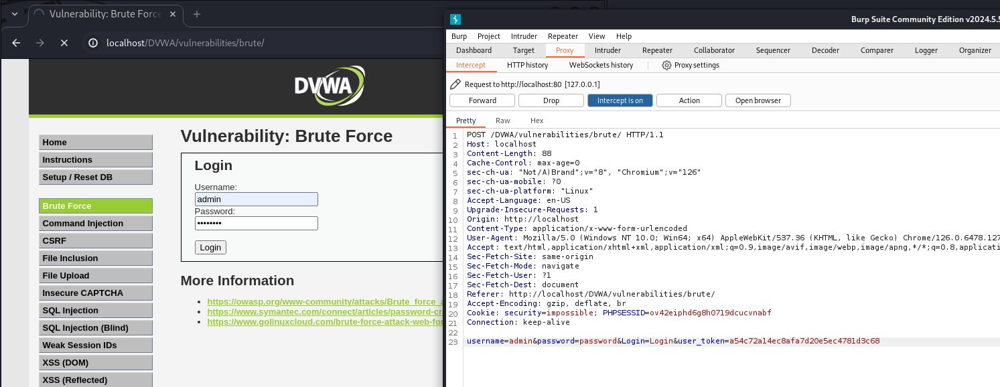 Vulnerability: Brute Force
localhost/DVWA/vulnerabilities/brute/
DVWA
Home
Instructions
Setup / Reset DB
Brute Force
Command Injection
CSRF
File Inclusion
File Upload
Insecure CAPTCHA
SQL Injection
SQL Injection (Blind)
Weak Session IDs
XSS (DOM)
XSS (Reflected)
Vulnerability: Brute Force
Login
Username:
admin
Password:
••••••••
Login
More Information
• https://owasp.org/www-community/attacks/Brute_force_a
• https://www.symantec.com/connect/articles/password-cr
• https://www.golinuxcloud.com/brute-force-attack-web-for
Burp Suite Community Edition v2024.5.5
Burp Project Intruder Repeater View Help
Dashboard Target Proxy Intruder Repeater Collaborator Sequencer Decoder Comparer Logger Organizer
Intercept HTTP history WebSockets history Proxy settings
Request to http://localhost:80 [127.0.0.1]
Forward Drop Intercept is on Action Open browser
Pretty Raw Hex
1 POST /DVWA/vulnerabilities/brute/ HTTP/1.1
2 Host: localhost
3 Content-Length: 88
4 Cache-Control: max-age=0
5 sec-ch-ua: "Not/A)Brand";v="8", "Chromium";v="126"
6 sec-ch-ua-mobile: ?0
7 sec-ch-ua-platform: "Linux"
8 Accept-Language: en-US
9 Upgrade-Insecure-Requests: 1
10 Origin: http://localhost
11 Content-Type: application/x-www-form-urlencoded
12 User-Agent: Mozilla/5.0 (Windows NT 10.0; Win64; x64) AppleWebKit/537.36 (KHTML, like Gecko) Chrome/126.0.6478.127
13 Accept: text/html,application/xhtml+xml,application/xml;q=0.9,image/avif,image/webp,image/apng,*/*;q=0.8,applicati
14 Sec-Fetch-Site: same-origin
15 Sec-Fetch-Mode: navigate
16 Sec-Fetch-User: ?1
17 Sec-Fetch-Dest: document
18 Referer: http://localhost/DVWA/vulnerabilities/brute/
19 Accept-Encoding: gzip, deflate, br
20 Cookie: security=impossible; PHPSESSID=ov42eiphd6g8h0719dcucvnabf
21 Connection: keep-alive
22
23 username=admin&password=password&Login=Login&user_token=a54c72a14ec8afa7d20e5ec4781d3c68